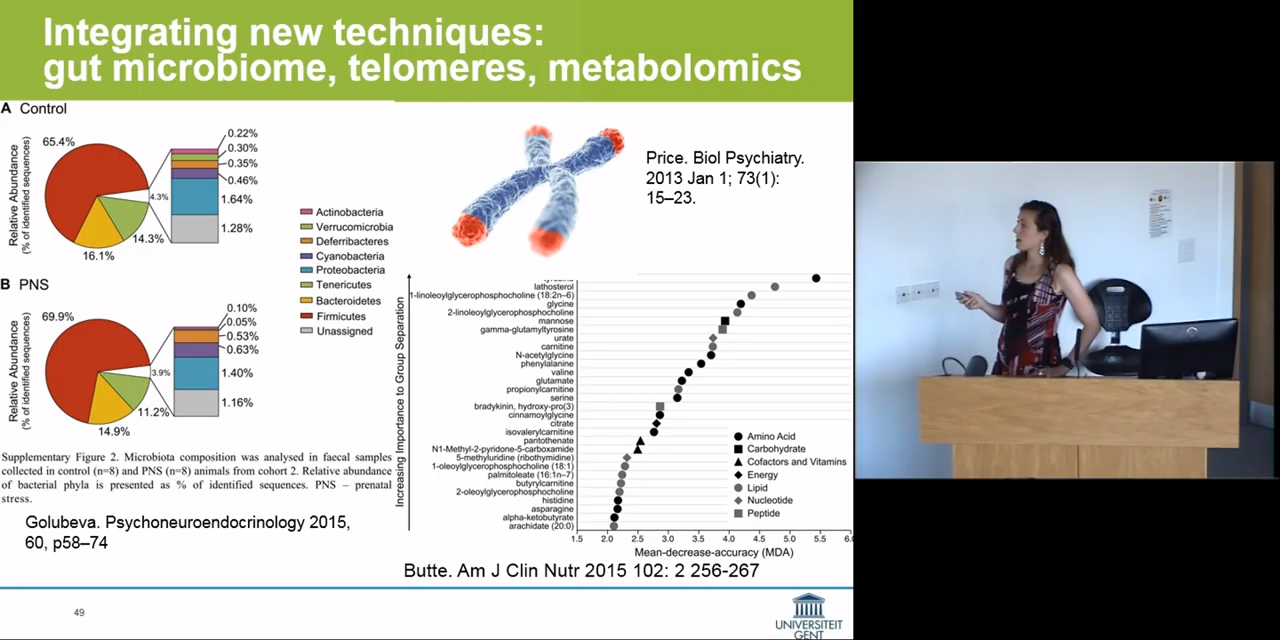 Integrating new techniques:
gut microbiome, telomeres, metabolomics
A Control
Relative Abundance
(% of identified sequences)
65.4%
4.3%
14.3%
16.1%
0.22%
0.30%
0.35%
0.46%
1.64%
1.28%
B PNS
Relative Abundance
(% of identified sequences)
69.9%
3.9%
11.2%
14.9%
0.10%
0.05%
0.53%
0.63%
1.40%
1.16%
Actinobacteria
Verrucomicrobia
Deferribacteres
Cyanobacteria
Proteobacteria
Tenericutes
Bacteroidetes
Firmicutes
Unassigned
Supplementary Figure 2. Microbiota composition was analysed in faecal samples
collected in control (n=8) and PNS (n=8) animals from cohort 2. Relative abundance
of bacterial phyla is presented as % of identified sequences. PNS – prenatal
stress.
Golubeva. Psychoneuroendocrinology 2015,
60, p58–74
Price. Biol Psychiatry.
2013 Jan 1; 73(1):
15–23.
Increasing Importance to Group Separation
lathosterol
1-linoleoylglycerophosphocholine (18:2n–6)
glycine
2-linoleoylglycerophosphocholine
mannose
gamma-glutamyltyrosine
urate
carnitine
N-acetylglycine
phenylalanine
valine
glutamate
propionylcarnitine
serine
bradykinin, hydroxy-pro(3)
cinnamoylglycine
citrate
isovalerylcarnitine
pantothenate
N1-Methyl-2-pyridone-5-carboxamide
5-methyluridine (ribothymidine)
1-oleoylglycerophosphocholine (18:1)
palmitoleate (16:1n–7)
butyrylcarnitine
2-oleoylglycerophosphocholine
histidine
asparagine
alpha-ketobutyrate
arachidate (20:0)
Amino Acid
Carbohydrate
Cofactors and Vitamins
Energy
Lipid
Nucleotide
Peptide
1.5 2.0 2.5 3.0 3.5 4.0 4.5 5.0 5.5 6.0
Mean-decrease-accuracy (MDA)
Butte. Am J Clin Nutr 2015 102: 2 256-267
49
UNIVERSITEIT
GENT